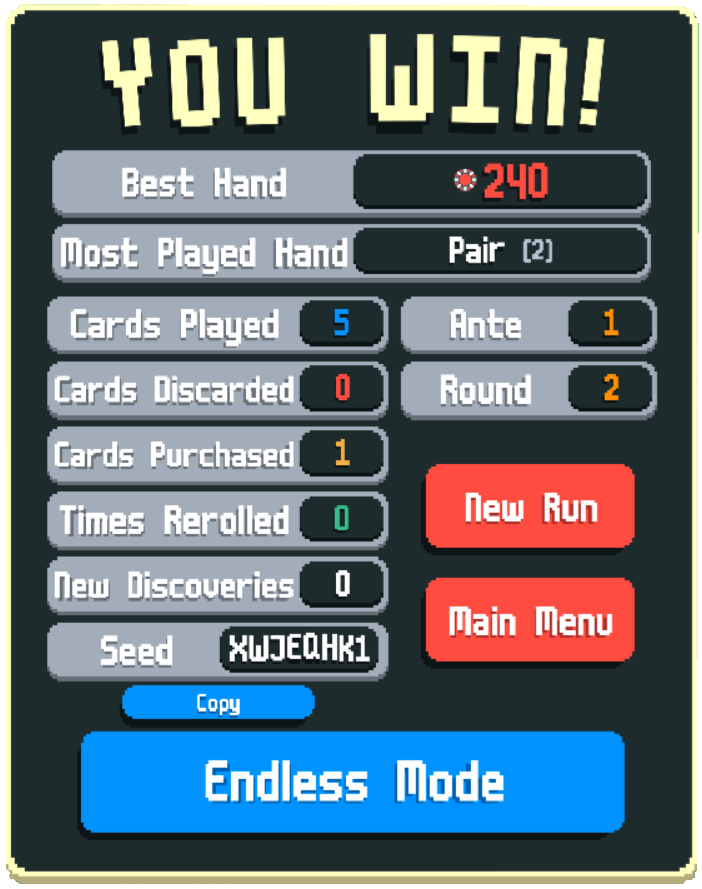 YOU WIN!
Best Hand 240
Most Played Hand Pair (2)
Cards Played 5
Ante 1
Cards Discarded 0
Round 2
Cards Purchased 1
Times Rerolled 0
New Run
New Discoveries 0
Main Menu
Seed XWJEQHK1
Copy
Endless Mode